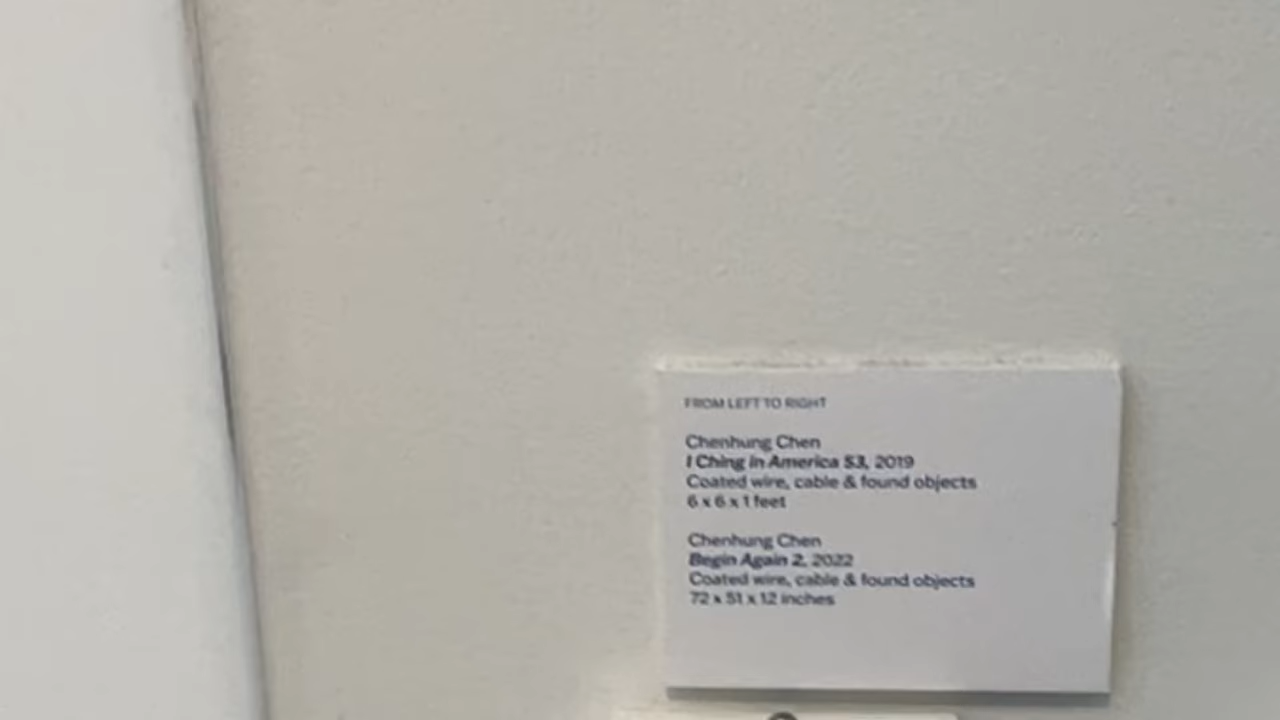 FROM LEFT TO RIGHT
Chenhung Chen
I Ching in America S3, 2019
Coated wire, cable & found objects
6 x 6 x 1 feet
Chenhung Chen
Begin Again 2, 2022
Coated wire, cable & found objects
72 x 51 x 12 inches